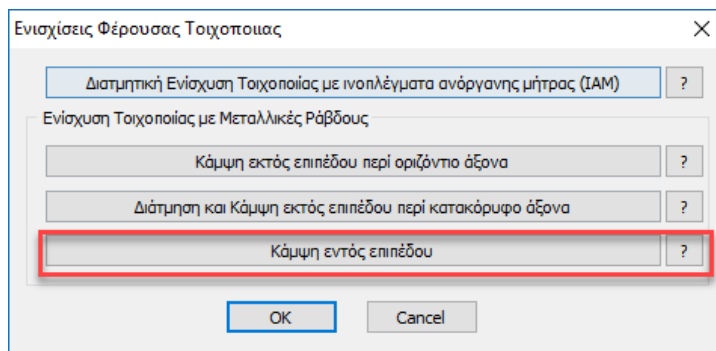 Ενισχίσεις Φέρουσας Τοιχοποιιας
Διατμητική Ενίσχυση Τοιχοποιίας με ινοπλέγματα ανόργανης μήτρας (ΙΑΜ) ?
Ενίσχυση Τοιχοποιίας με Μεταλλικές Ράβδους
Κάμψη εκτός επιπέδου περί οριζόντιο άξονα ?
Διάτμηση και Κάμψη εκτός επιπέδου περί κατακόρυφο άξονα ?
Κάμψη εντός επιπέδου ?
OK Cancel